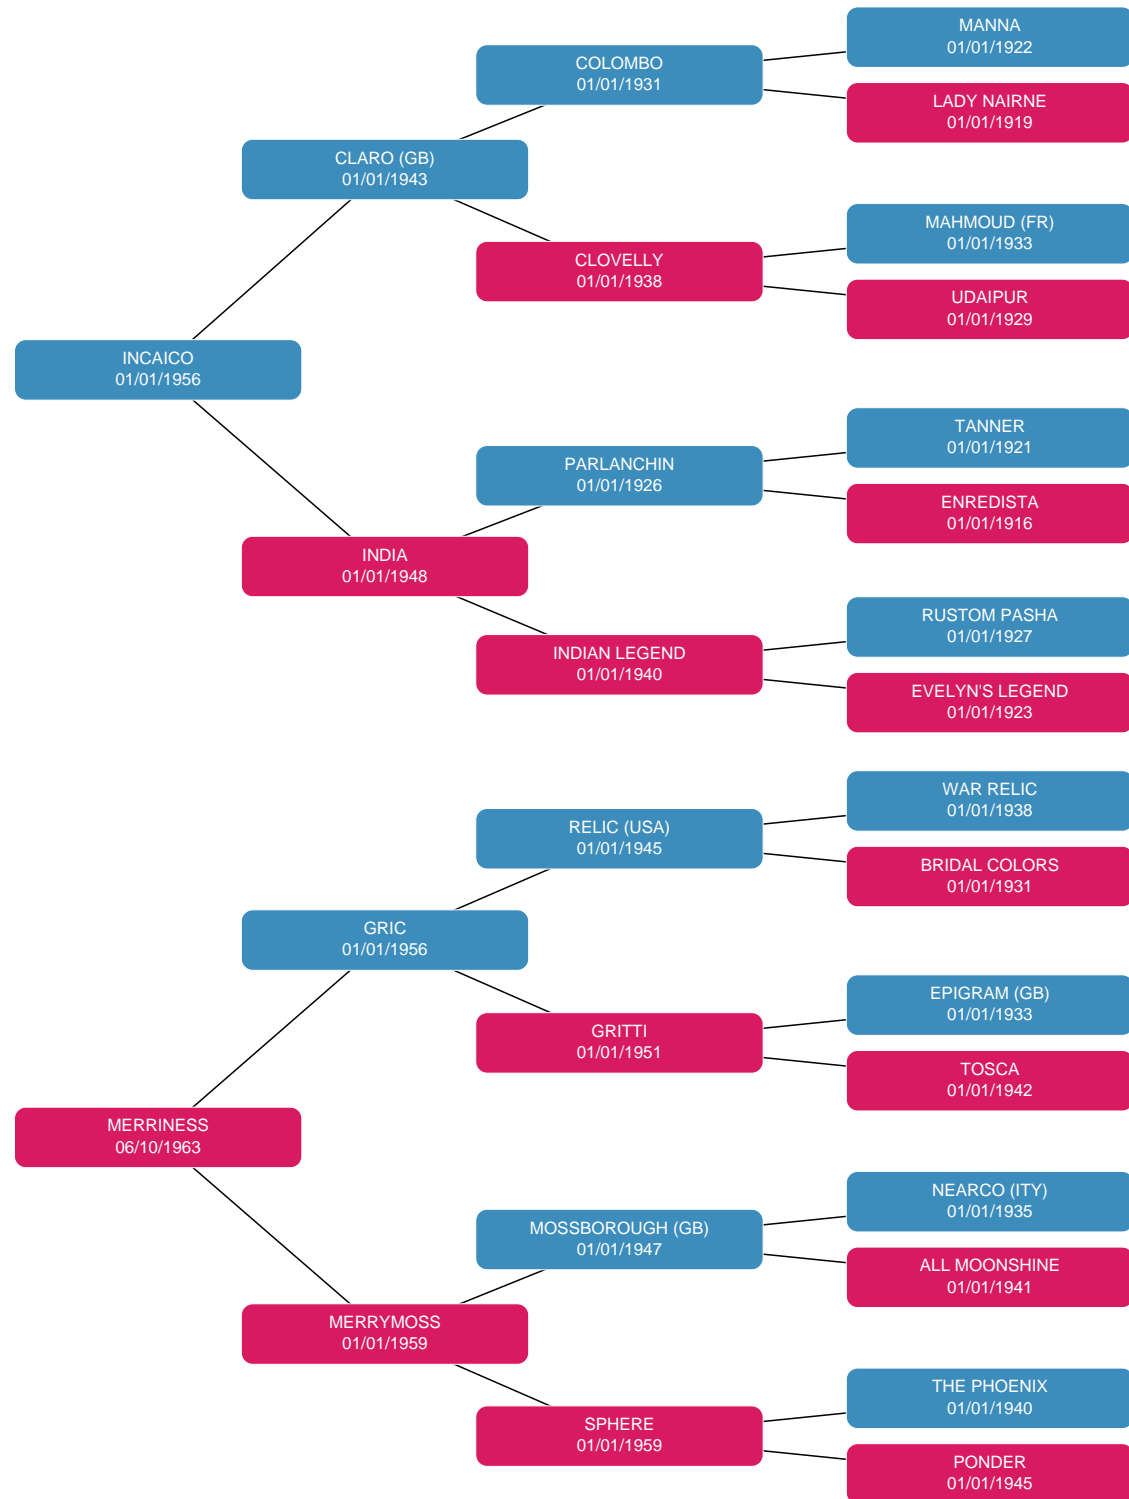 MANNA
01/01/1922
COLOMBO
01/01/1931
LADY NAIRNE
01/01/1919
CLARO (GB)
01/01/1943
MAHMOUD (FR)
01/01/1933
CLOVELLY
01/01/1938
UDAIPUR
01/01/1929
INCAICO
01/01/1956
TANNER
01/01/1921
PARLANCHIN
01/01/1926
ENREDISTA
01/01/1916
INDIA
01/01/1948
RUSTOM PASHA
01/01/1927
INDIAN LEGEND
01/01/1940
EVELYN'S LEGEND
01/01/1923
WAR RELIC
01/01/1938
RELIC (USA)
01/01/1945
BRIDAL COLORS
01/01/1931
GRIC
01/01/1956
EPIGRAM (GB)
01/01/1933
GRITTI
01/01/1951
TOSCA
01/01/1942
MERRINESS
06/10/1963
NEARCO (ITY)
01/01/1935
MOSSBOROUGH (GB)
01/01/1947
ALL MOONSHINE
01/01/1941
MERRYMOSS
01/01/1959
THE PHOENIX
01/01/1940
SPHERE
01/01/1959
PONDER
01/01/1945